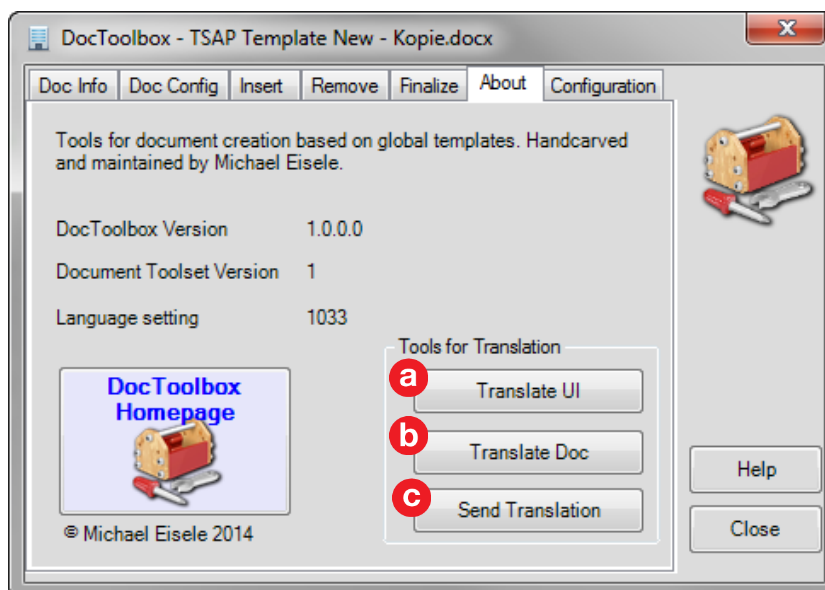 DocToolbox - TSAP Template New - Kopie.docx
Doc Info Doc Config Insert Remove Finalize About Configuration
Tools for document creation based on global templates. Handcarved
and maintained by Michael Eisele.
DocToolbox Version 1.0.0.0
Document Toolset Version 1
Language setting 1033
Tools for Translation
a Translate UI
b Translate Doc
c Send Translation
DocToolbox
Homepage
© Michael Eisele 2014
Help
Close